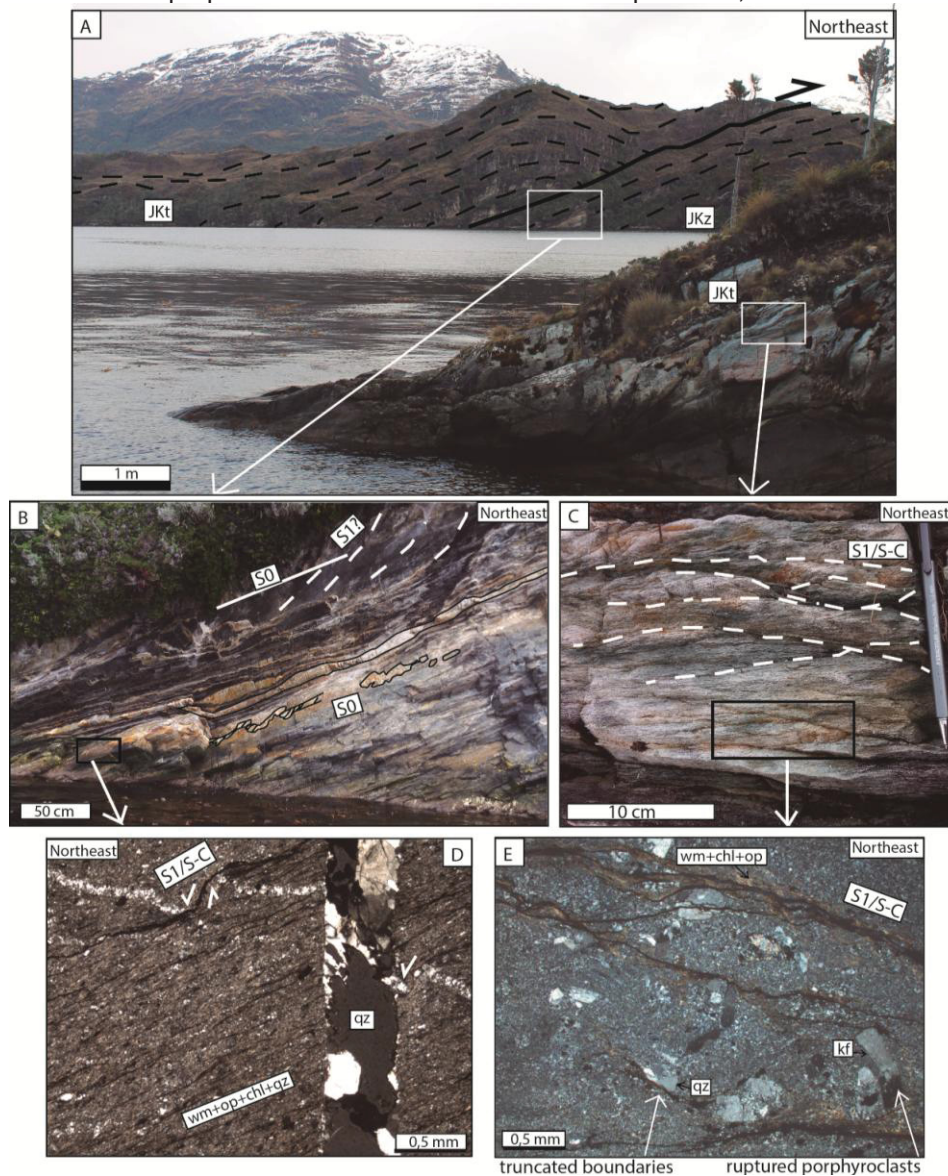 A
Northeast
JKt
JKz
JKt
1 m
B
Northeast
S1?
S0
S0
50 cm
C
Northeast
S1/S-C
10 cm
Northeast
D
S1/S-C
qz
wm+op+chl+qz
0,5 mm
E
Northeast
wm+chl+op
S1/S-C
kf
qz
0,5 mm
truncated boundaries
ruptured porphyroclasts